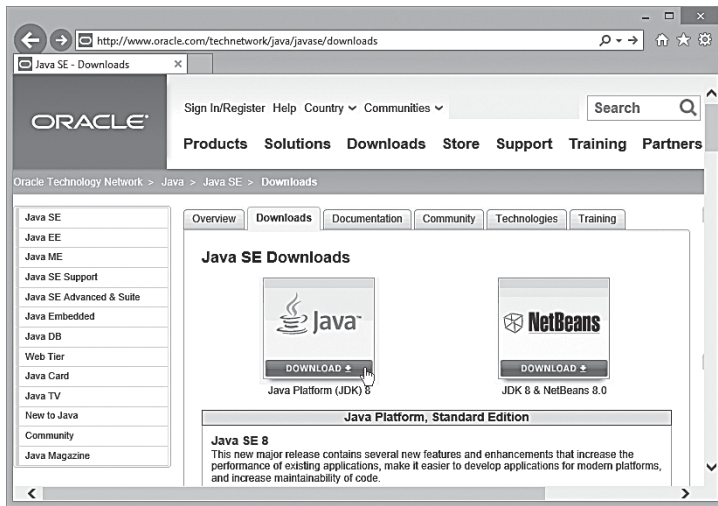 http://www.oracle.com/technetwork/java/javase/downloads
Java SE - Downloads
ORACLE
Sign In/Register Help Country Communities
Search
Products Solutions Downloads Store Support Training Partners
Oracle Technology Network > Java > Java SE > Downloads
Java SE
Java EE
Java ME
Java SE Support
Java SE Advanced & Suite
Java Embedded
Java DB
Web Tier
Java Card
Java TV
New to Java
Community
Java Magazine
Overview Downloads Documentation Community Technologies Training
Java SE Downloads
Java™
DOWNLOAD
Java Platform (JDK) 8
NetBeans
DOWNLOAD
JDK 8 & NetBeans 8.0
Java Platform, Standard Edition
Java SE 8
This new major release contains several new features and enhancements that increase the
performance of existing applications, make it easier to develop applications for modern platforms,
and increase maintainability of code.